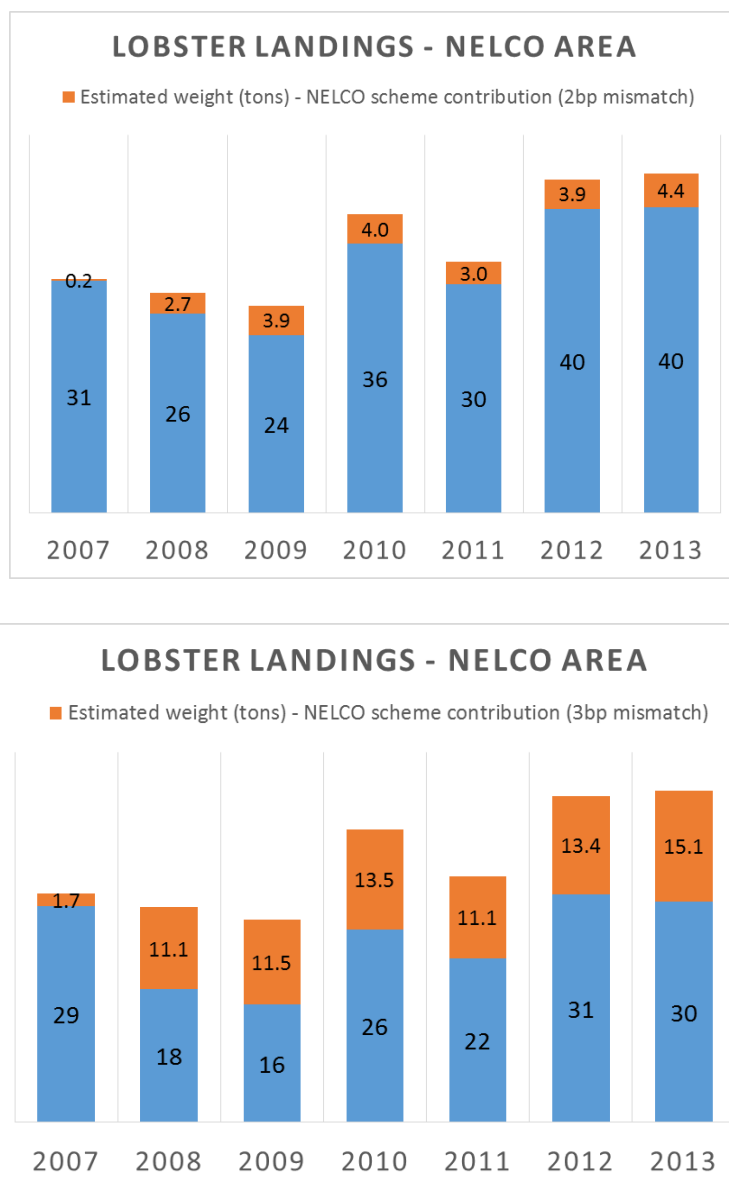 LOBSTER LANDINGS - NELCO AREA
Estimated weight (tons) - NELCO scheme contribution (2bp mismatch)
0.2 2.7 3.9 4.0 3.0 3.9 4.4
31 26 24 36 30 40 40
2007 2008 2009 2010 2011 2012 2013
LOBSTER LANDINGS - NELCO AREA
Estimated weight (tons) - NELCO scheme contribution (3bp mismatch)
1.7 11.1 11.5 13.5 11.1 13.4 15.1
29 18 16 26 22 31 30
2007 2008 2009 2010 2011 2012 2013